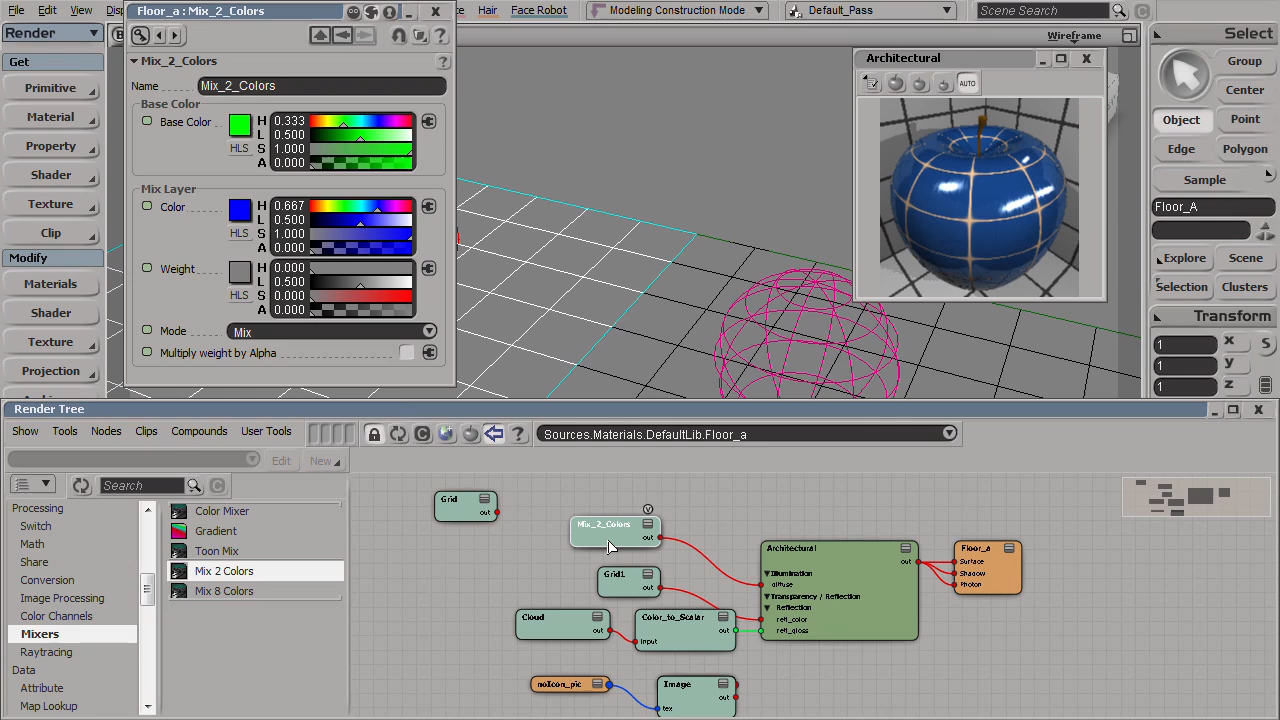 File Edit View Dis
Hair Face Robot
Modeling Construction Mode
Default_Pass
Scene Search
Floor_a : Mix_2_Colors
Mix_2_Colors
Name Mix_2_Colors
Base Color
Base Color
HLS
H 0.333
L 0.500
S 1.000
A 0.000
Mix Layer
Color
HLS
H 0.667
L 0.500
S 1.000
A 0.000
Weight
HLS
H 0.000
L 0.500
S 0.000
A 0.000
Mode Mix
Multiply weight by Alpha
Render
Get
Primitive
Material
Property
Shader
Texture
Clip
Modify
Materials
Shader
Texture
Projection
B
Wireframe
Architectural
AUTO
Select
Group
Center
Object Point
Edge Polygon
Sample
Floor_A
Explore Scene
Selection Clusters
Transform
1 x S
1 y
1 z
Render Tree
Show Tools Nodes Clips Compounds User Tools
Sources.Materials.DefaultLib.Floor_a
Edit New
Search
Processing
Switch
Math
Share
Conversion
Image Processing
Color Channels
Mixers
Raytracing
Data
Attribute
Map Lookup
Color Mixer
Gradient
Toon Mix
Mix 2 Colors
Mix 8 Colors
Grid
out
V
Mix_2_Colors
out
Grid1
out
Cloud
out
Color_to_Scalar
out
input
noIcon_pic
Image
out
tex
Architectural
out
Illumination
diffuse
Transparency / Reflection
Reflection
refl_color
refl_gloss
Floor_a
Surface
Shadow
Photon